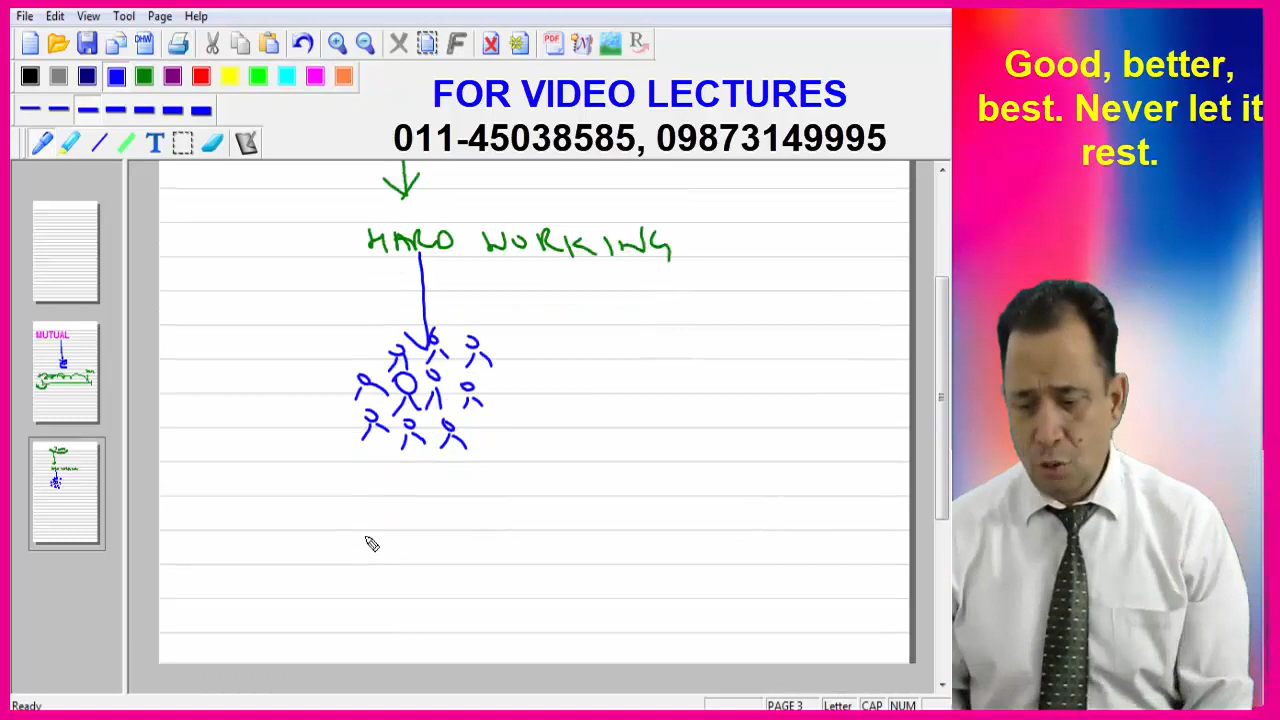 File Edit View Tool Page Help
FOR VIDEO LECTURES
011-45038585, 09873149995
Good, better,
best. Never let it
rest.
HARD WORKING
MUTUAL
Ready
PAGE 3 Letter CAP NUM